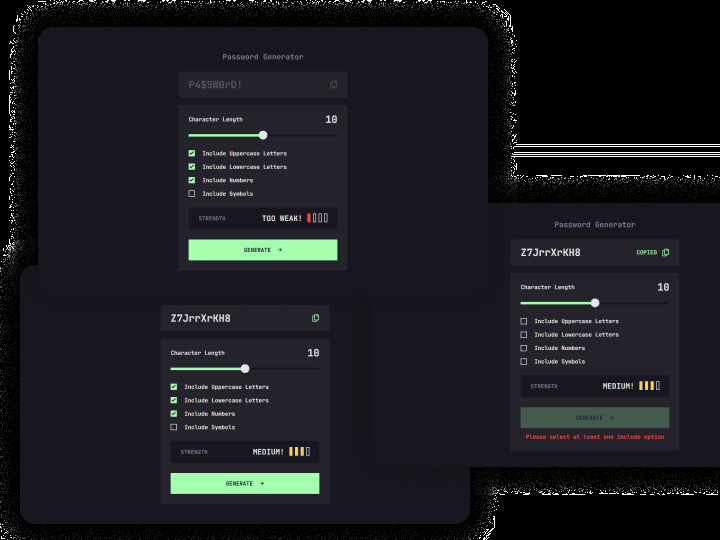 Password Generator
P4$5W0rD!
Character Length 10
Include Uppercase Letters
Include Lowercase Letters
Include Numbers
Include Symbols
STRENGTH TOO WEAK!
GENERATE →
Password Generator
Z7JrrXrKH8 COPIED
Character Length 10
Include Uppercase Letters
Include Lowercase Letters
Include Numbers
Include Symbols
STRENGTH MEDIUM!
GENERATE →
Please select at least one include option
Z7JrrXrKH8
Character Length 10
Include Uppercase Letters
Include Lowercase Letters
Include Numbers
Include Symbols
STRENGTH MEDIUM!
GENERATE →